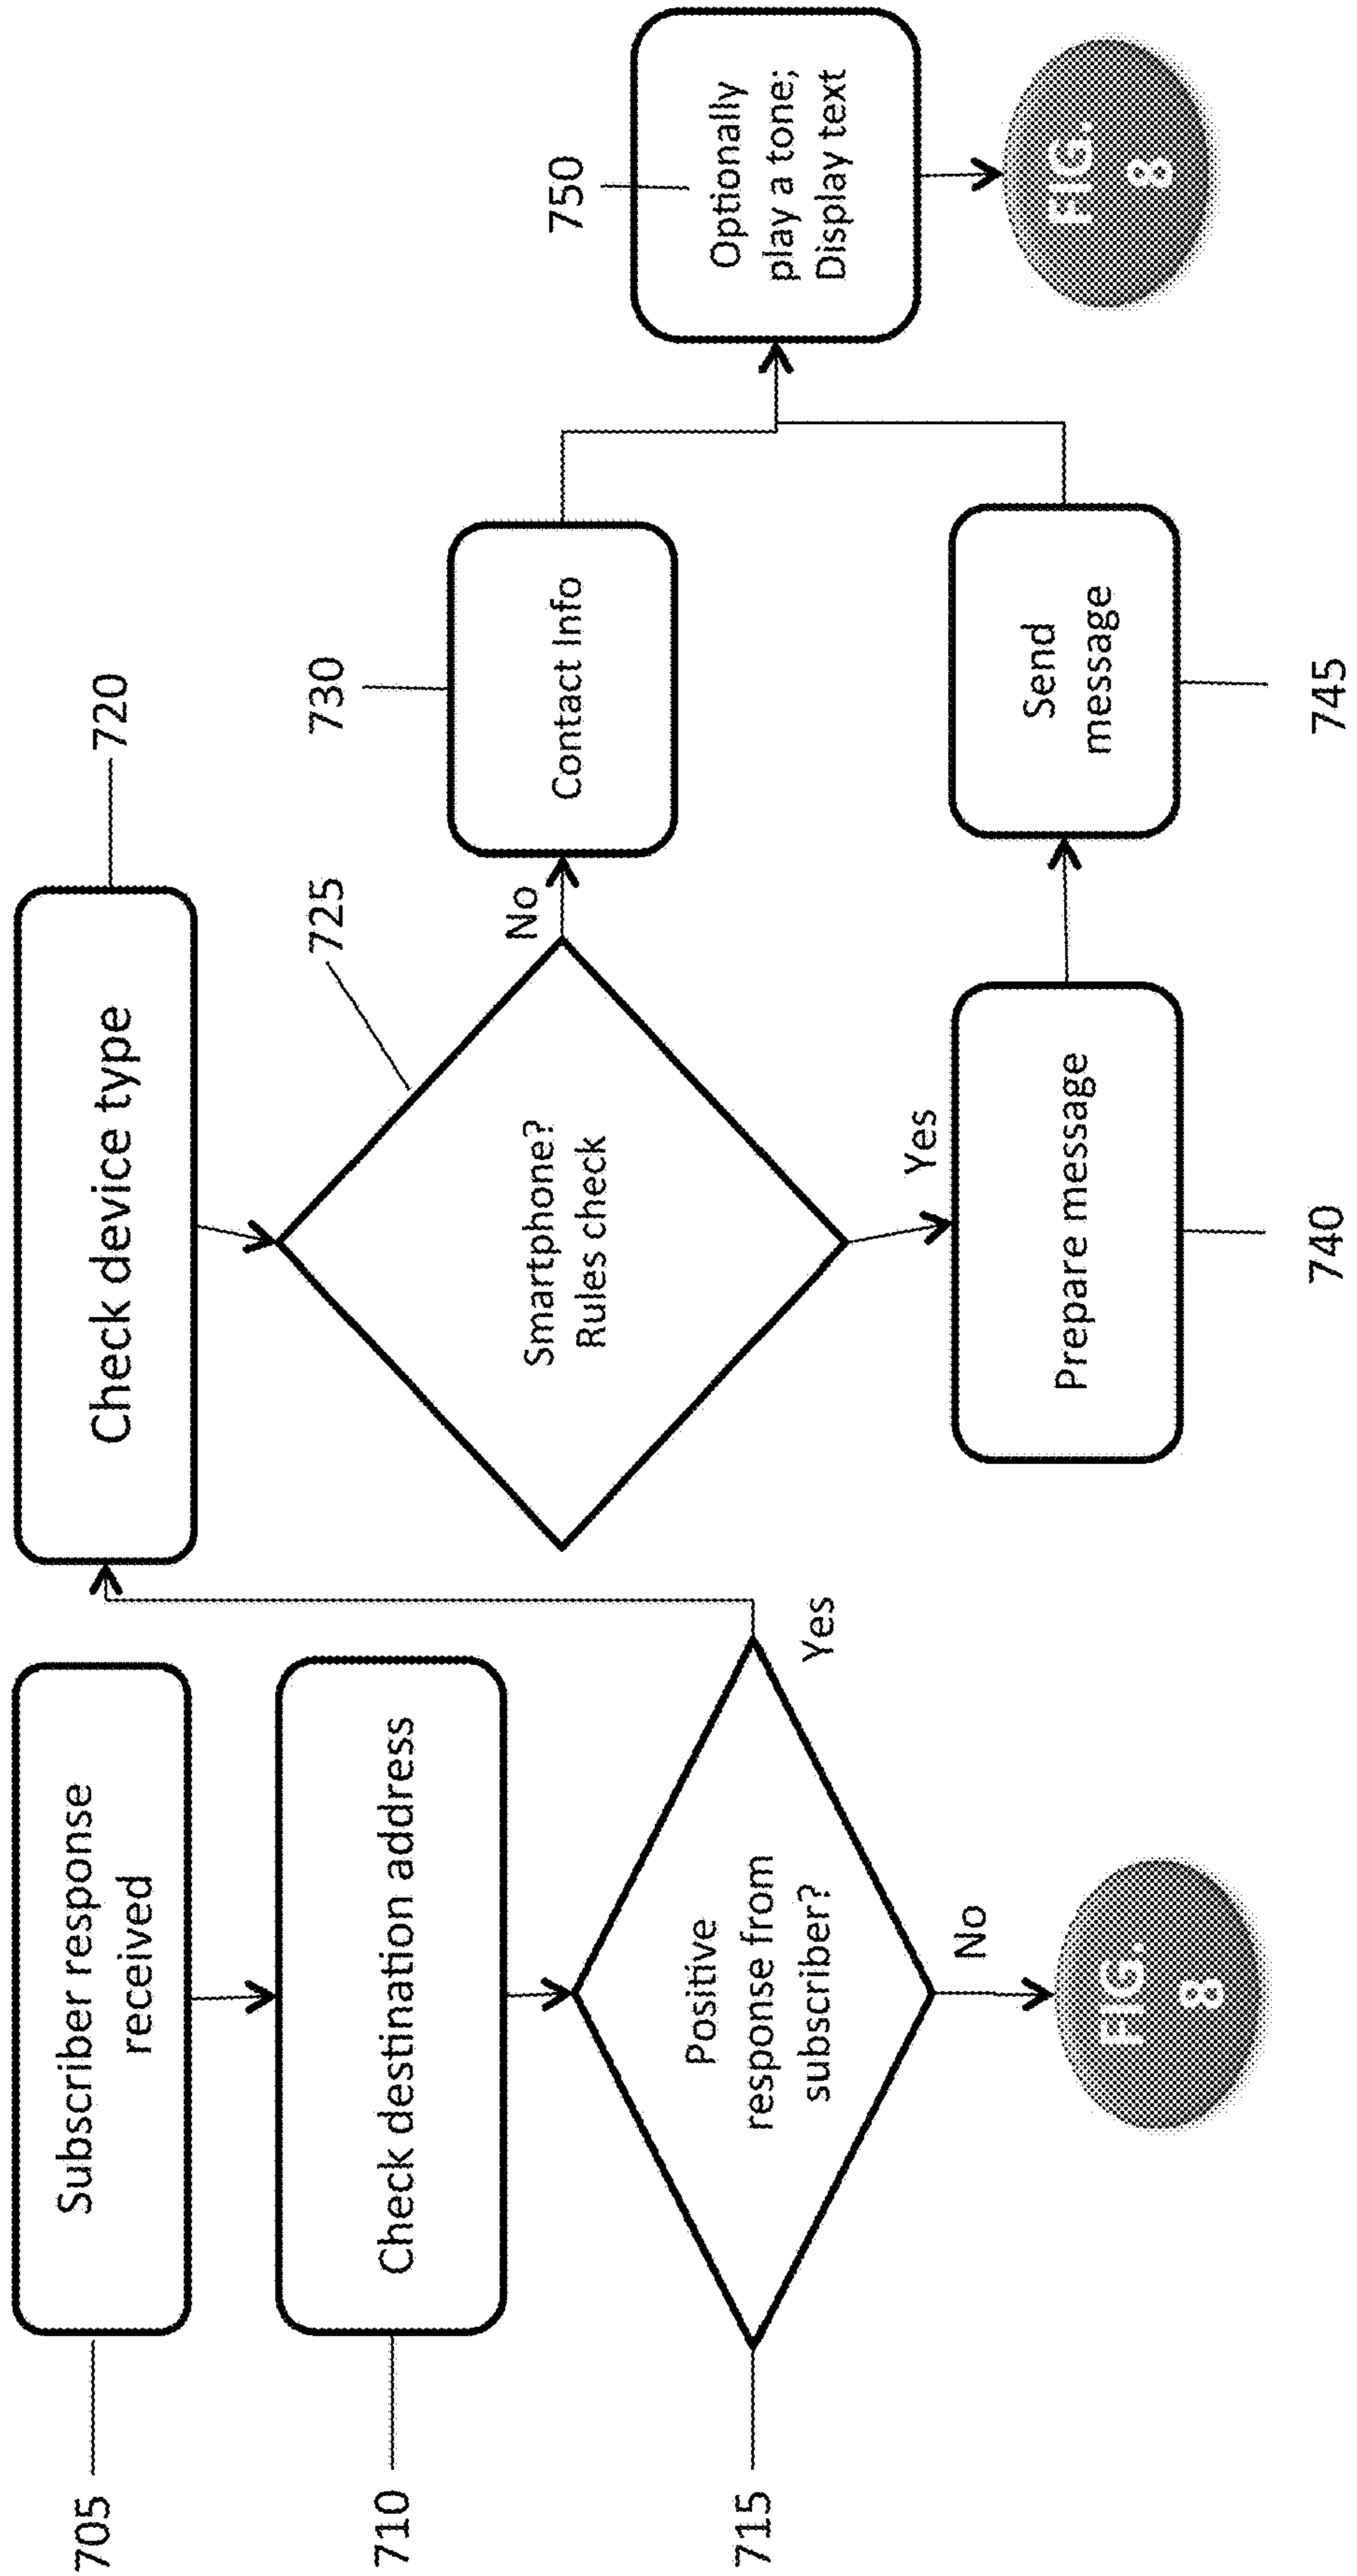 705
Subscriber response
received
710
Check destination address
715
Positive
response from
subscriber?
Yes
No
FIG.
8
720
Check device type
725
Smartphone?
Rules check
No
Yes
730
Contact Info
740
Prepare message
745
Send
message
750
Optionally
play a tone;
Display text
FIG.
8